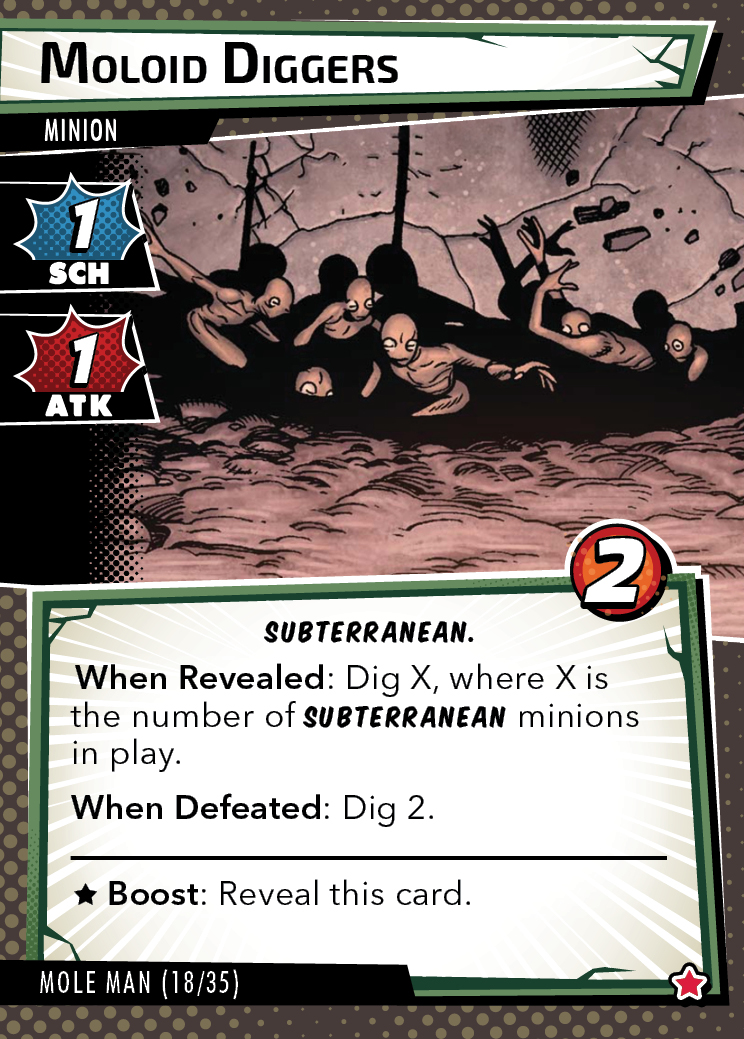 MOLOID DIGGERS
MINION
1
SCH
1
ATK
2
SUBTERRANEAN.
When Revealed: Dig X, where X is
the number of SUBTERRANEAN minions
in play.
When Defeated: Dig 2.
★ Boost: Reveal this card.
MOLE MAN (18/35)